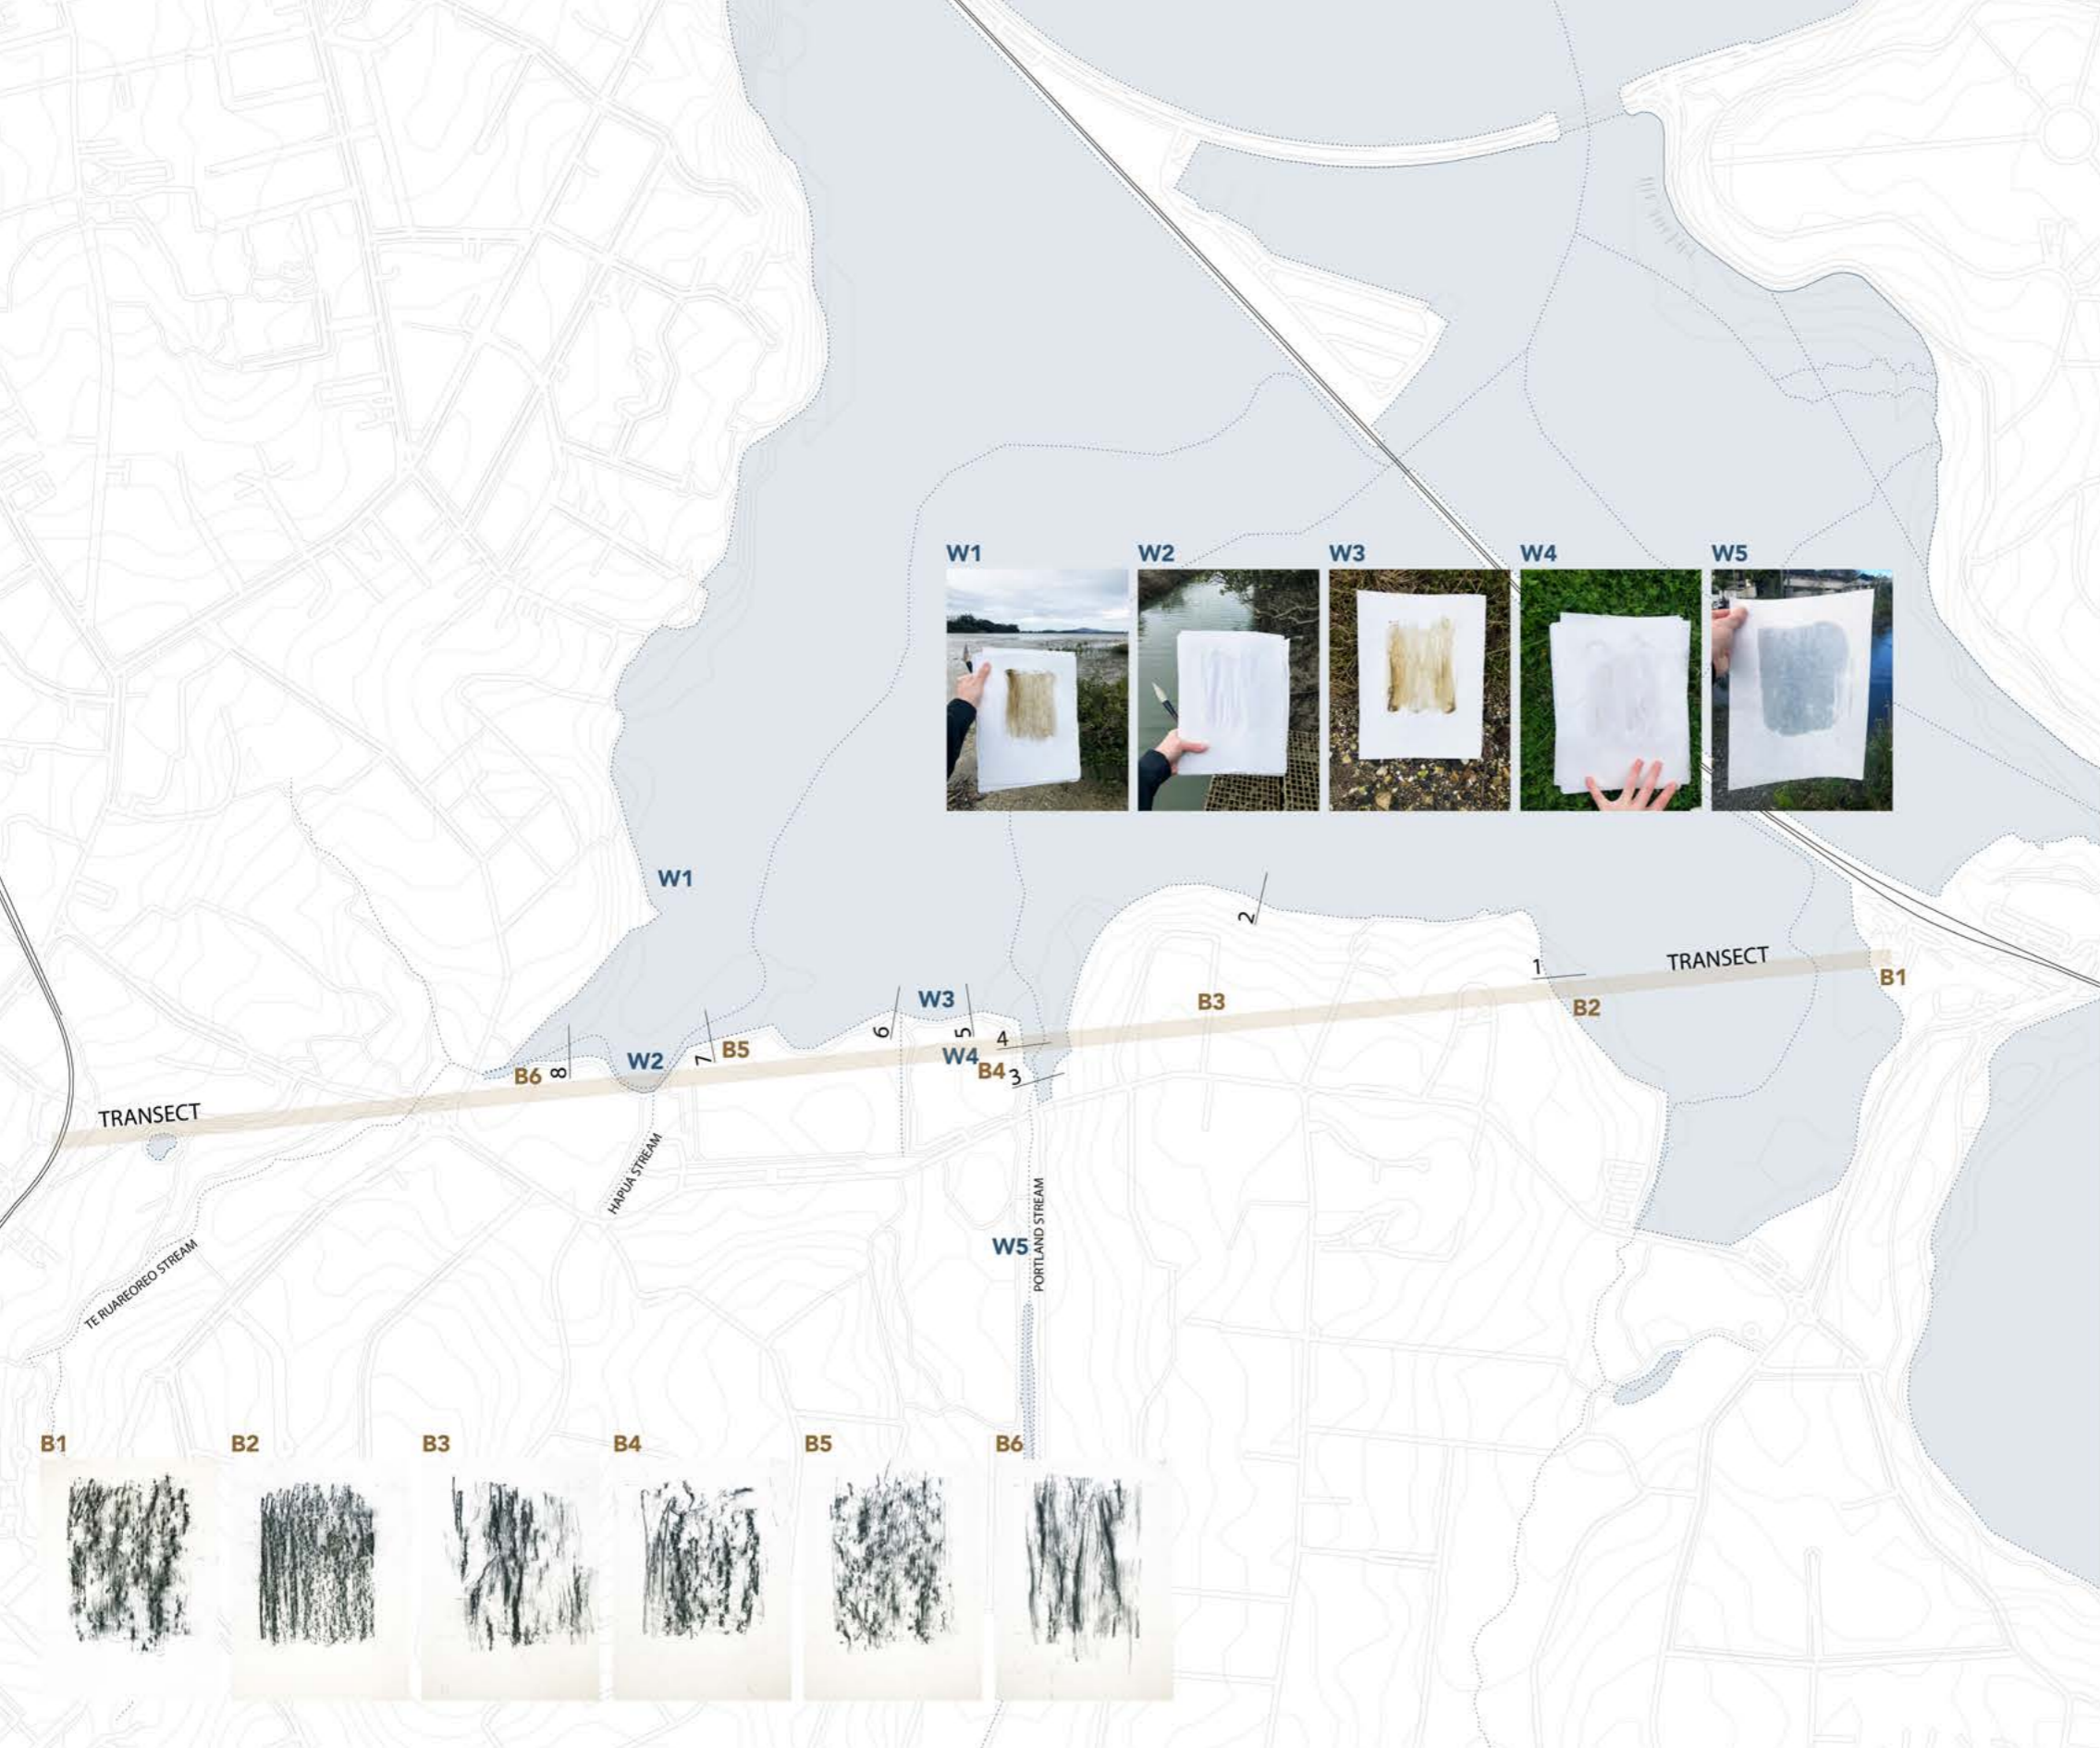 W1 W2 W3 W4 W5
W1
2
TRANSECT
1
B1
W3
B3
B2
6
5
4
W2
7
B5
W4
B6
8
B4
3
TRANSECT
HAPUA STREAM
PORTLAND STREAM
W5
TE RUAREOREO STREAM
B1 B2 B3 B4 B5 B6